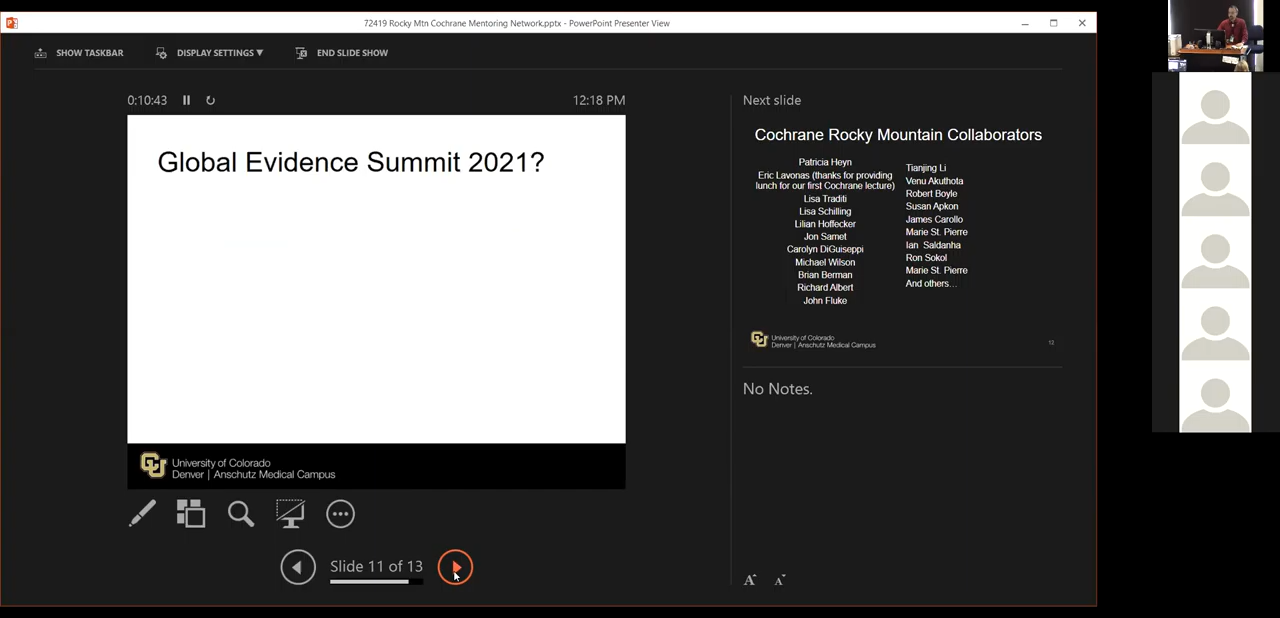 72419 Rocky Mtn Cochrane Mentoring Network.pptx - PowerPoint Presenter View
SHOW TASKBAR
DISPLAY SETTINGS ▼
END SLIDE SHOW
0:10:43
12:18 PM
Global Evidence Summit 2021?
University of Colorado
Denver | Anschutz Medical Campus
Slide 11 of 13
Next slide
Cochrane Rocky Mountain Collaborators
Patricia Heyn
Eric Lavonas (thanks for providing
lunch for our first Cochrane lecture)
Lisa Traditi
Lisa Schilling
Lilian Hoffecker
Jon Samet
Carolyn DiGuiseppi
Michael Wilson
Brian Berman
Richard Albert
John Fluke
Tianjing Li
Venu Akuthota
Robert Boyle
Susan Apkon
James Carollo
Marie St. Pierre
Ian Saldanha
Ron Sokol
Marie St. Pierre
And others…
University of Colorado
Denver | Anschutz Medical Campus
12
No Notes.
A A